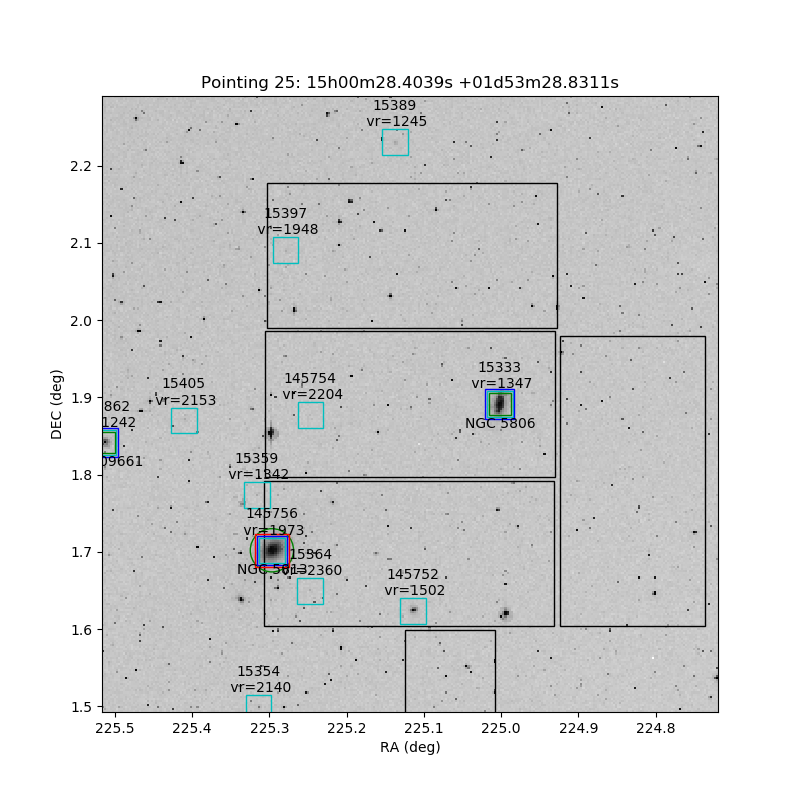 Pointing 25: 15h00m28.4039s +01d53m28.8311s
15389
vr=1245
15397
vr=1948
15333
vr=1347
NGC 5806
145754
vr=2204
15405
vr=2153
862
1242
09661
15359
vr=1342
145756
vr=1973
NGC 5813
15364
vr=2360
145752
vr=1502
15354
vr=2140
2.2
2.1
2.0
1.9
1.8
1.7
1.6
1.5
DEC (deg)
225.5 225.4 225.3 225.2 225.1 225.0 224.9 224.8
RA (deg)